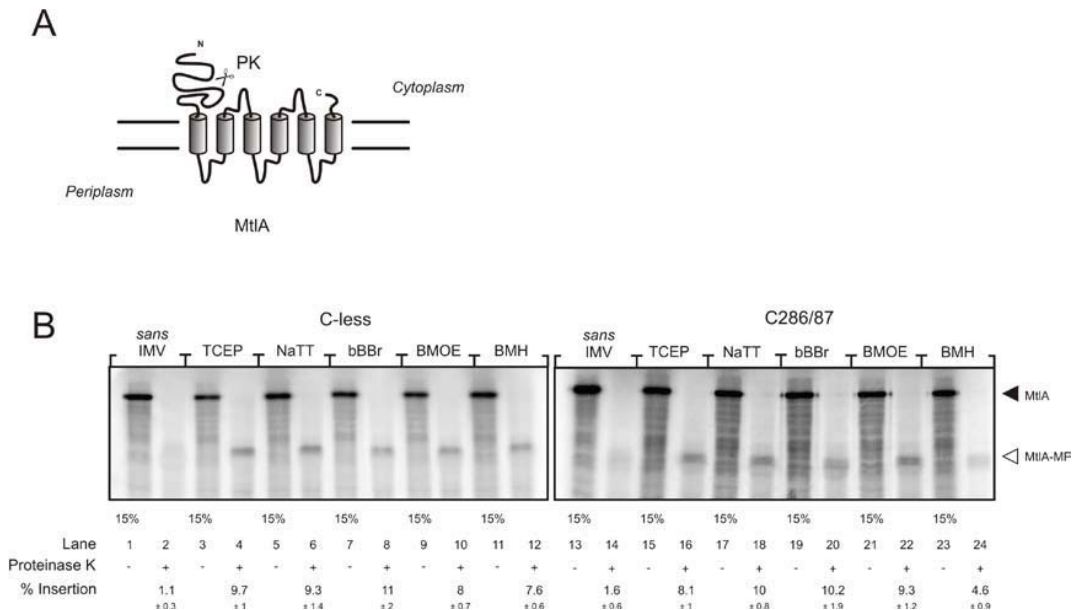 A
N
PK
C
Cytoplasm
Periplasm
MtlA
B
C-less
C286/87
sans IMV TCEP NaTT bBBr BMOE BMH sans IMV TCEP NaTT bBBr BMOE BMH
MtlA
MtlA-MF
15% 15% 15% 15% 15% 15% 15% 15% 15% 15% 15% 15%
Lane 1 2 3 4 5 6 7 8 9 10 11 12 13 14 15 16 17 18 19 20 21 22 23 24
Proteinase K - + - + - + - + - + - + - + - + - + - + - + - +
% Insertion 1.1 9.7 9.3 11 8 7.6 1.6 8.1 10 10.2 9.3 4.6
± 0.3 ± 1 ± 1.4 ± 2 ± 0.7 ± 0.6 ± 0.6 ± 1 ± 0.8 ± 1.9 ± 1.2 ± 0.9